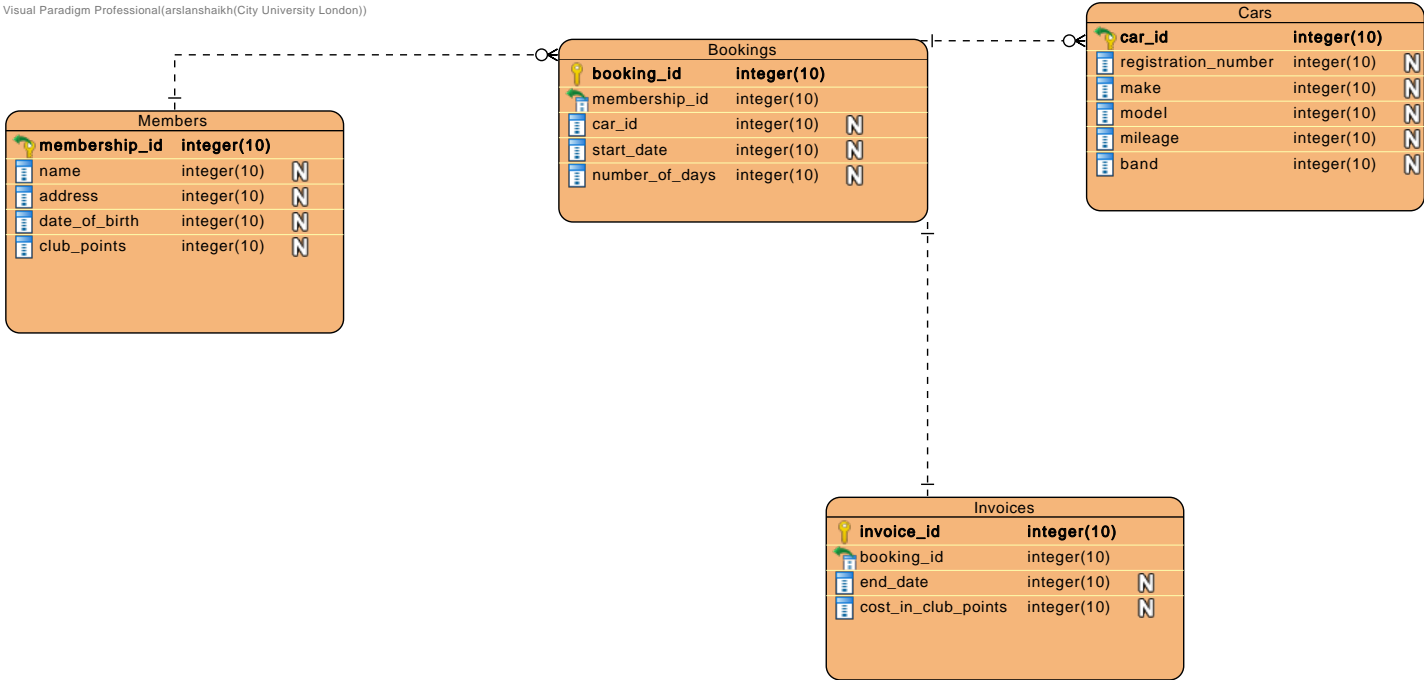 Visual Paradigm Professional(arslanshaikh(City University London))
Members
membership_id integer(10)
name integer(10) N
address integer(10) N
date_of_birth integer(10) N
club_points integer(10) N
Bookings
booking_id integer(10)
membership_id integer(10)
car_id integer(10) N
start_date integer(10) N
number_of_days integer(10) N
Cars
car_id integer(10)
registration_number integer(10) N
make integer(10) N
model integer(10) N
mileage integer(10) N
band integer(10) N
Invoices
invoice_id integer(10)
booking_id integer(10)
end_date integer(10) N
cost_in_club_points integer(10) N